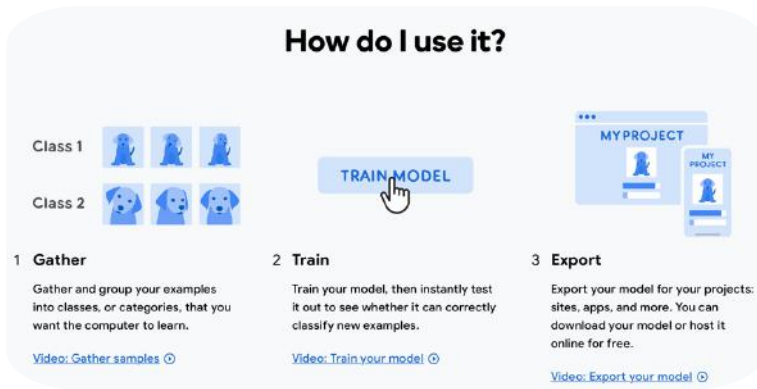 How do I use it?
Class 1
Class 2
TRAIN MODEL
MY PROJECT
MY
PROJECT
1 Gather
Gather and group your examples
into classes, or categories, that you
want the computer to learn.
Video: Gather samples
2 Train
Train your model, then instantly test
it out to see whether it can correctly
classify new examples.
Video: Train your model
3 Export
Export your model for your projects:
sites, apps, and more. You can
download your model or host it
online for free.
Video: Export your model